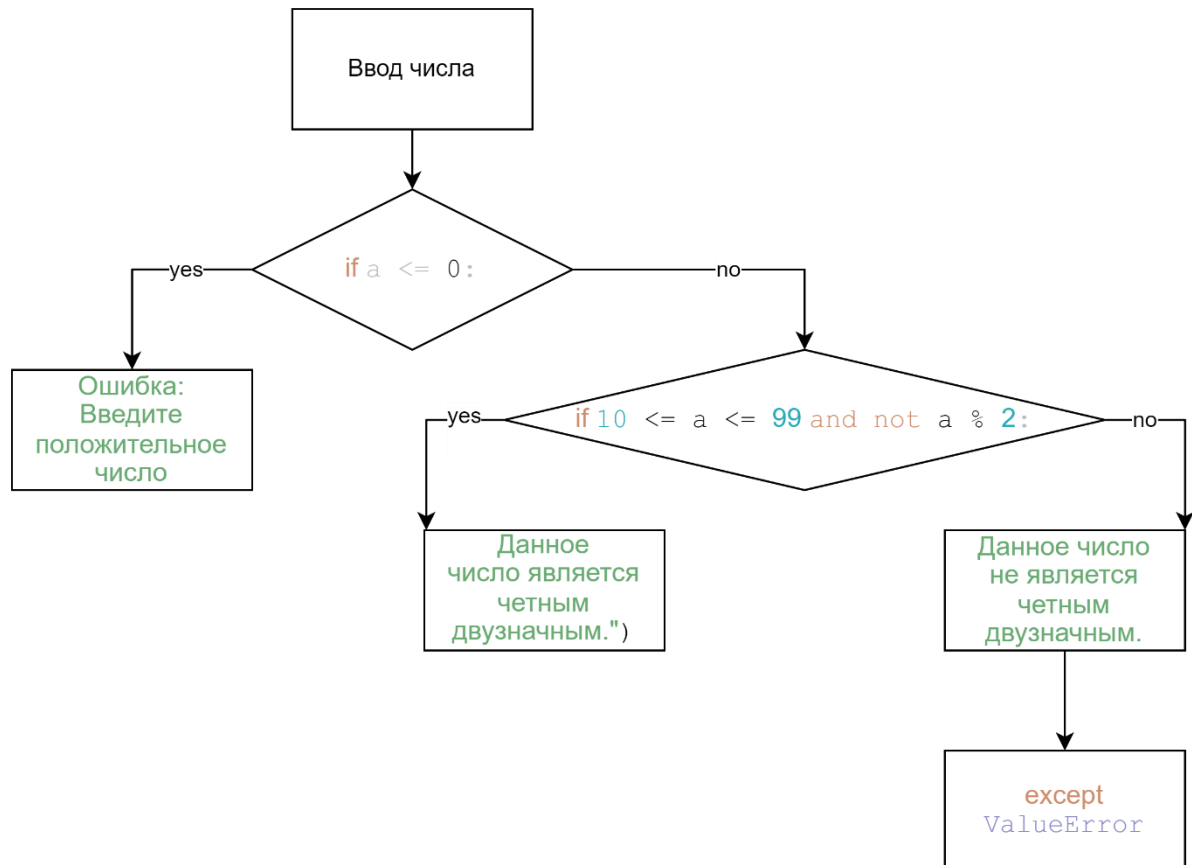 Ввод числа
if a <= 0:
yes
no
Ошибка:
Введите
положительное
число
yes
if 10 <= a <= 99 and not a % 2:
no
Данное
число является
четным
двузначным.")
Данное число
не является
четным
двузначным.
except
ValueError